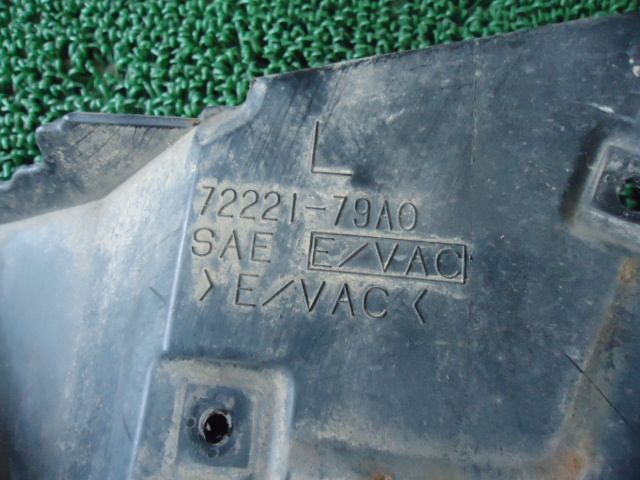 L
72221-79A0
SAE E/VAC
>E/VAC<